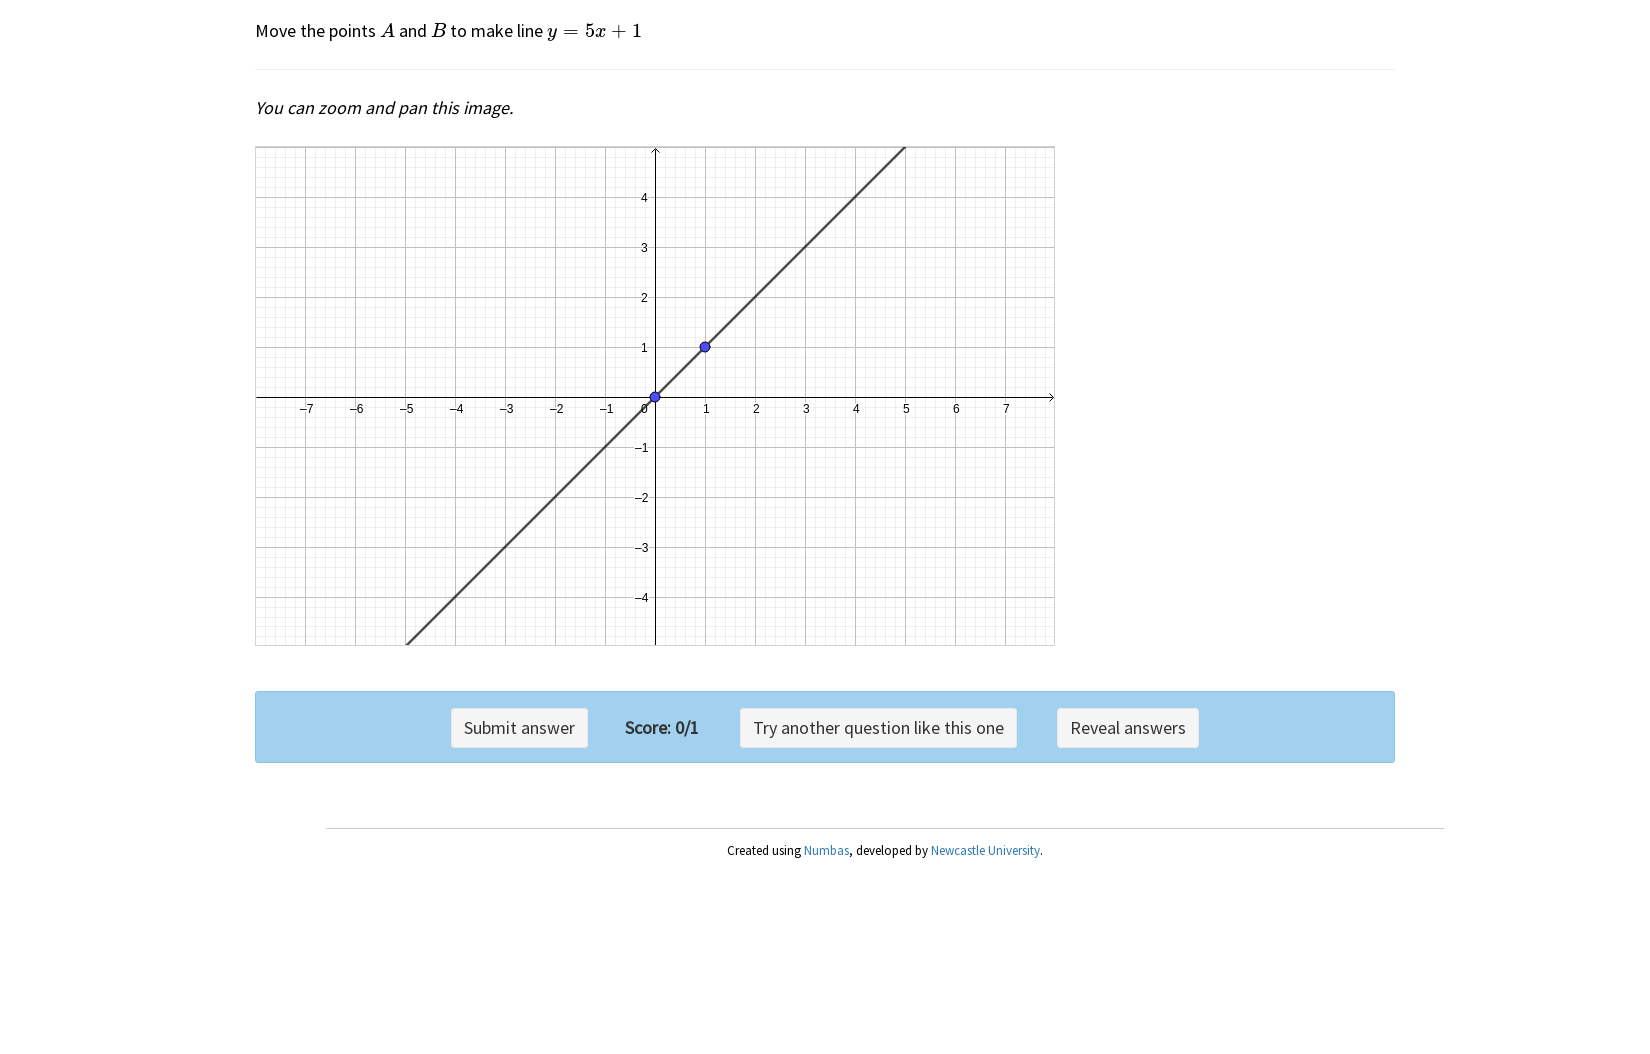 Move the points A and B to make line y = 5x + 1
You can zoom and pan this image.
4
3
2
1
–7 –6 –5 –4 –3 –2 –1 0 1 2 3 4 5 6 7
–1
–2
–3
–4
Submit answer Score: 0/1 Try another question like this one Reveal answers
Created using Numbas, developed by Newcastle University.